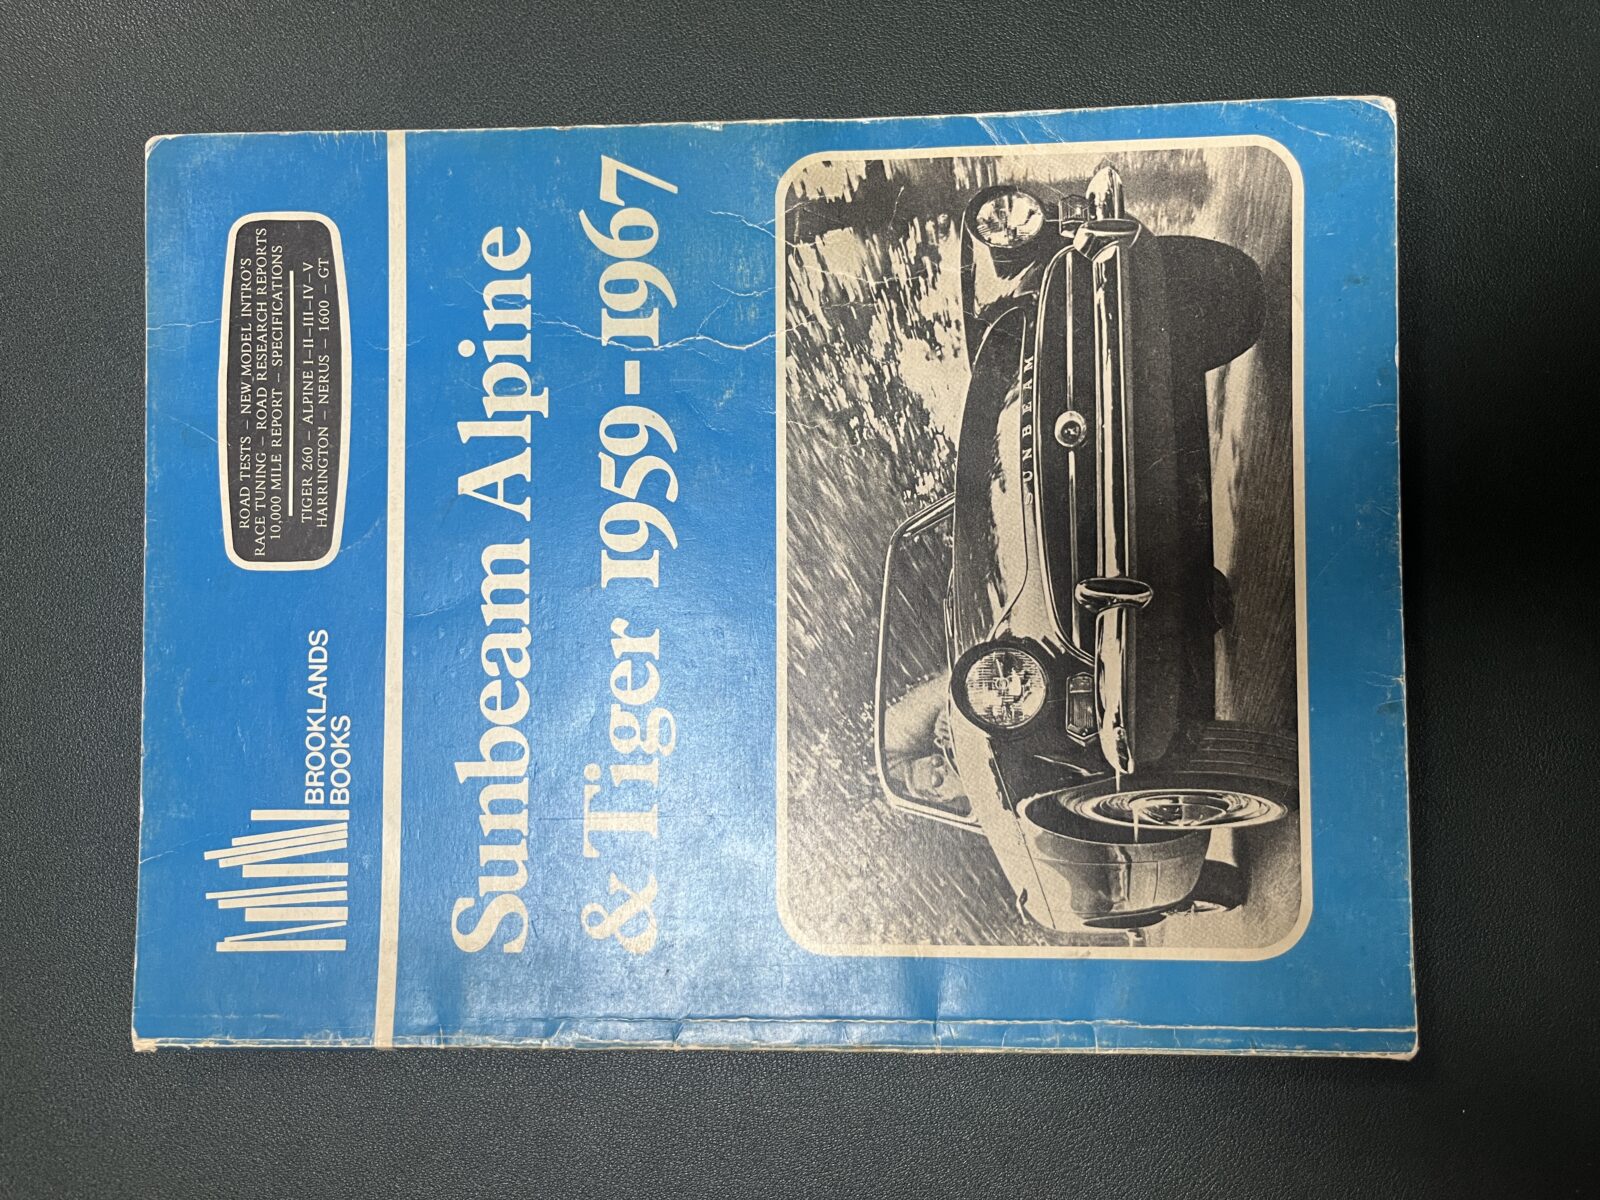 BROOKLANDS
BOOKS
ROAD TESTS – NEW MODEL INTRO'S
RACE TUNING – ROAD RESEARCH REPORTS
10,000 MILE REPORT – SPECIFICATIONS
TIGER 260 – ALPINE I–II–III–IV–V
HARRINGTON – NERUS – 1600 – GT
Sunbeam Alpine
& Tiger 1959-1967
SUNBEAM